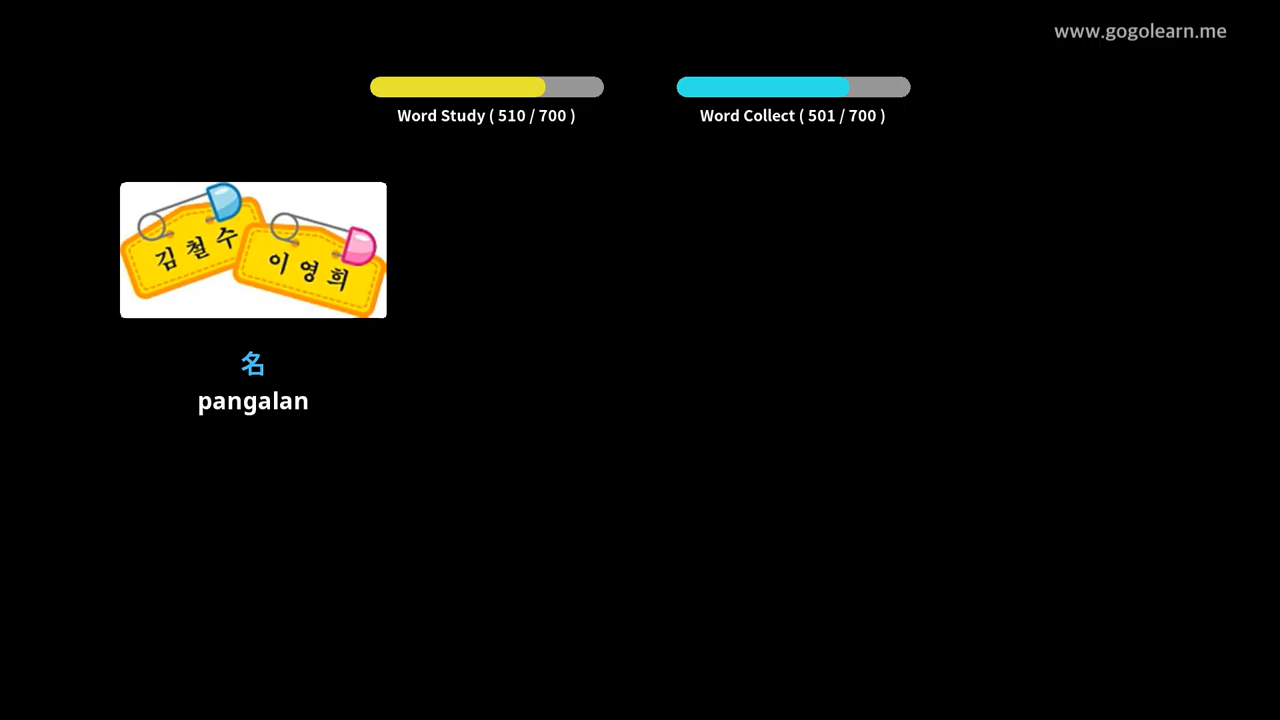 www.gogolearn.me
Word Study ( 510 / 700 )
Word Collect ( 501 / 700 )
김철수
이영희
名
pangalan